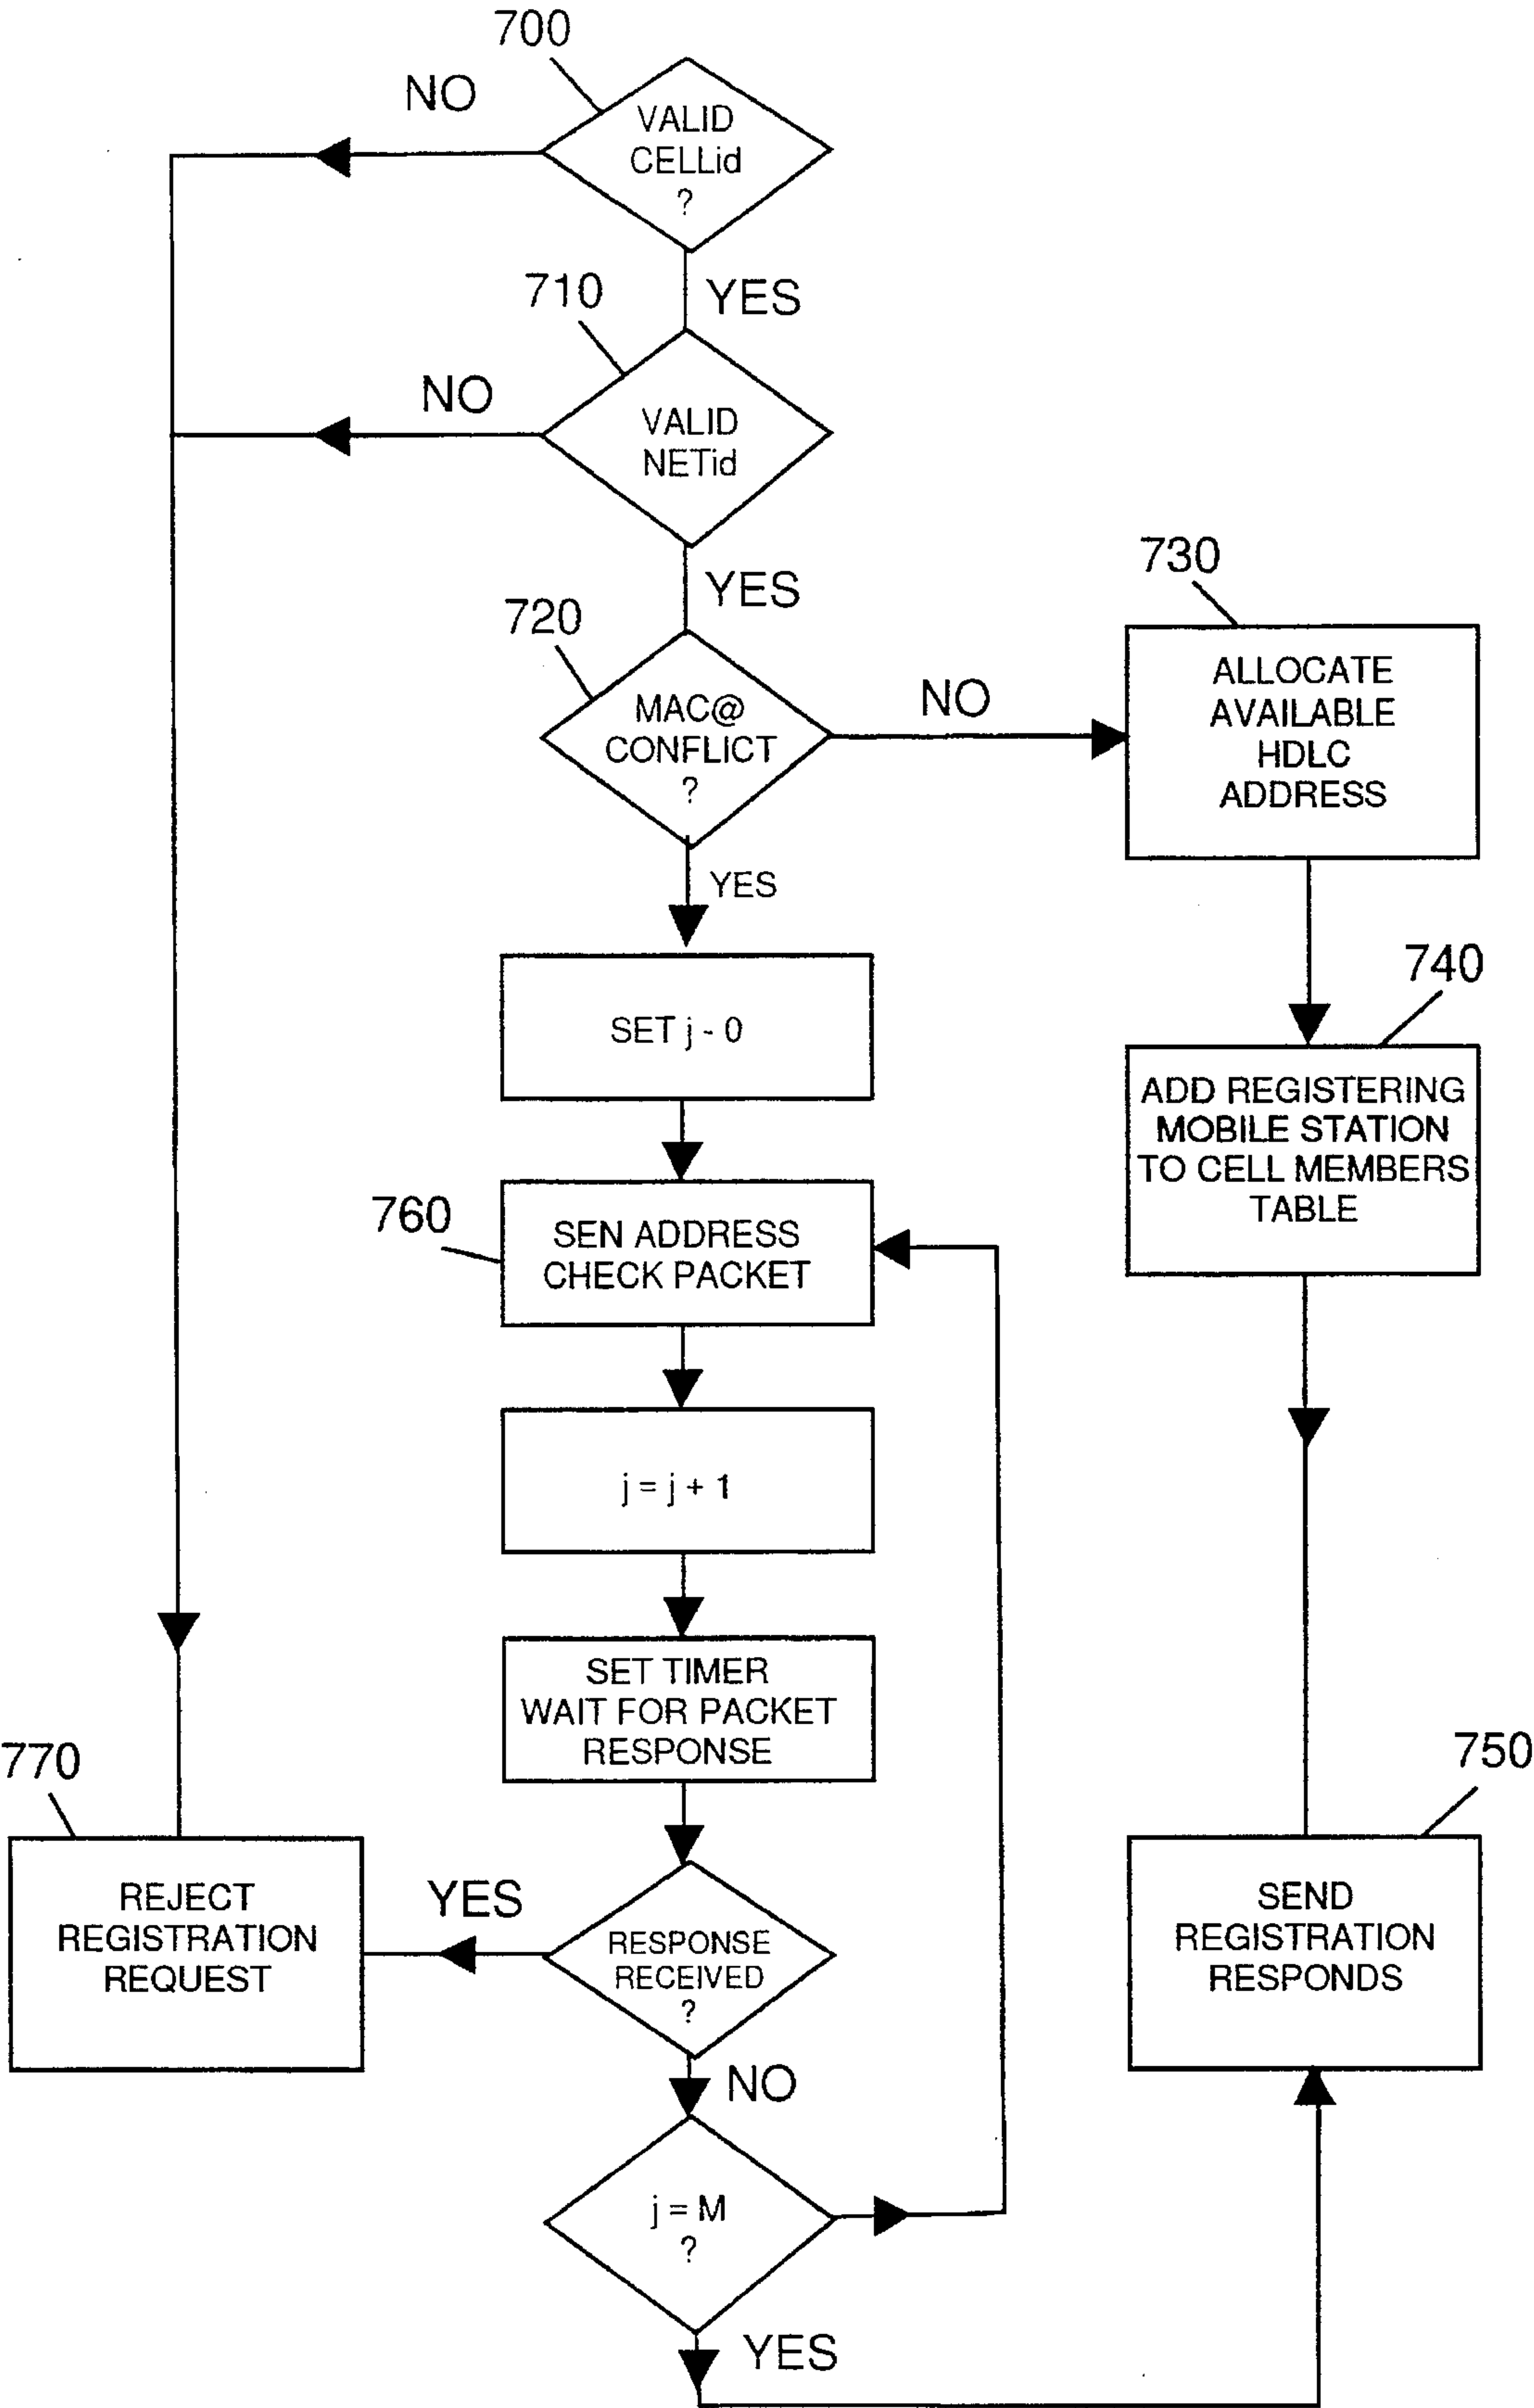 700
NO
VALID
CELLid
?
YES
710
NO
VALID
NETid
YES
720
MAC@
CONFLICT
?
NO
730
ALLOCATE
AVAILABLE
HDLC
ADDRESS
YES
SET j - 0
740
ADD REGISTERING
MOBILE STATION
TO CELL MEMBERS
TABLE
760
SEN ADDRESS
CHECK PACKET
j = j + 1
SET TIMER
WAIT FOR PACKET
RESPONSE
770
REJECT
REGISTRATION
REQUEST
YES
RESPONSE
RECEIVED
?
750
SEND
REGISTRATION
RESPONDS
NO
j = M
?
YES